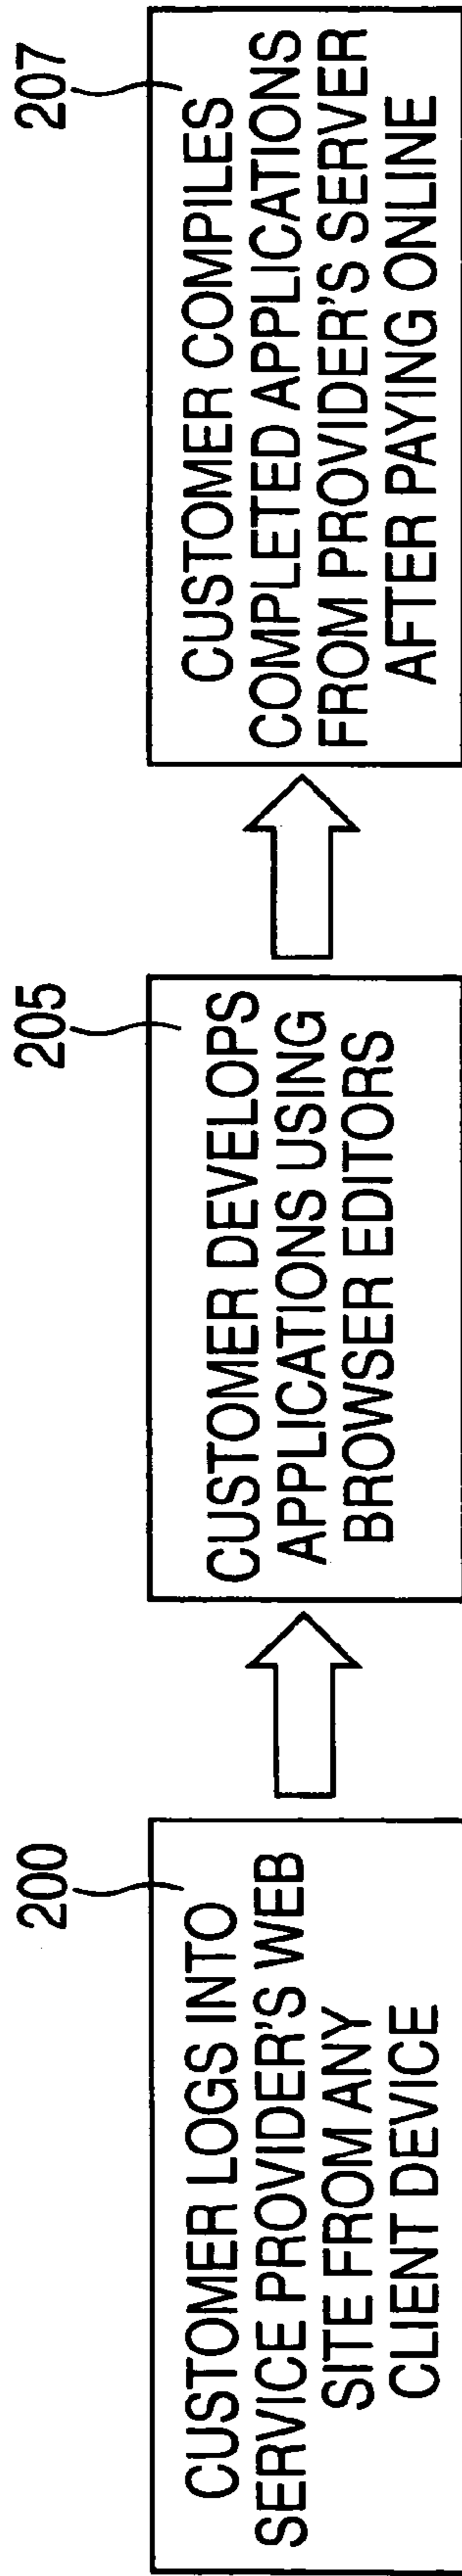 200
CUSTOMER LOGS INTO
SERVICE PROVIDER'S WEB
SITE FROM ANY
CLIENT DEVICE
205
CUSTOMER DEVELOPS
APPLICATIONS USING
BROWSER EDITORS
207
CUSTOMER COMPILES
COMPLETED APPLICATIONS
FROM PROVIDER'S SERVER
AFTER PAYING ONLINE